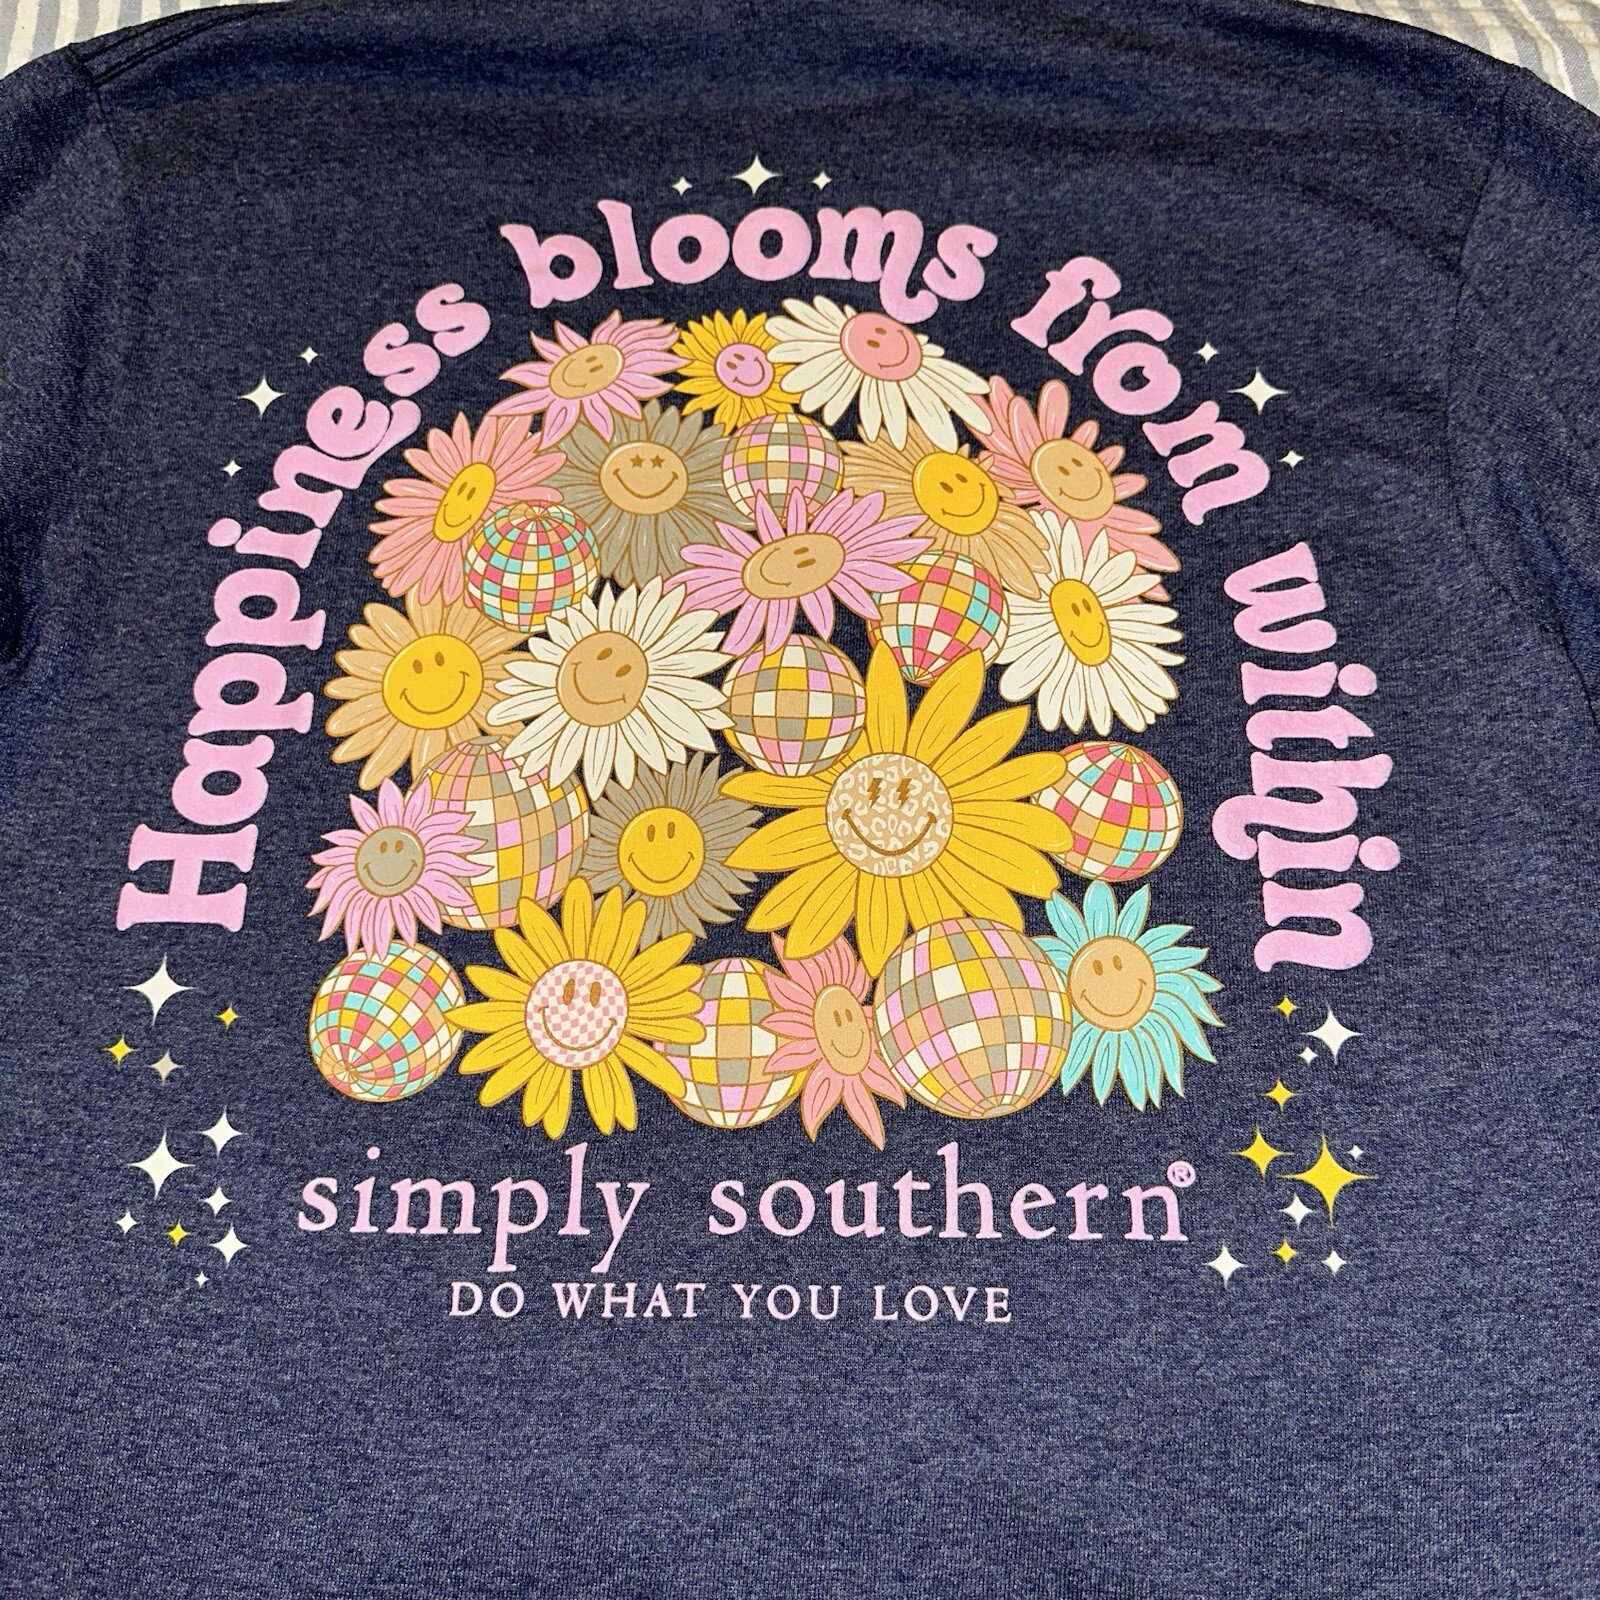 Happiness blooms from within
simply southern®
DO WHAT YOU LOVE